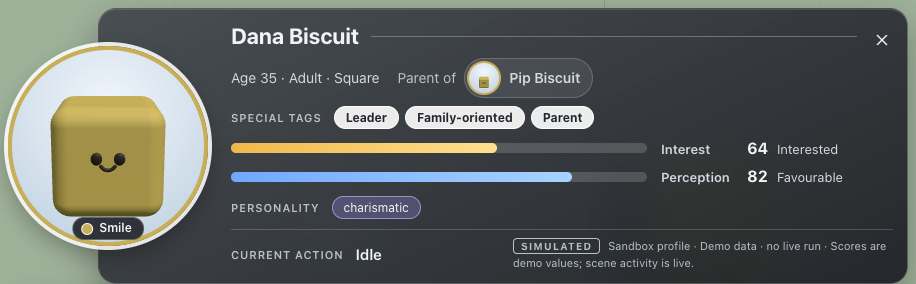 Dana Biscuit
Age 35 · Adult · Square Parent of Pip Biscuit
SPECIAL TAGS Leader Family-oriented Parent
Interest 64 Interested
Perception 82 Favourable
PERSONALITY charismatic
Smile
CURRENT ACTION Idle
SIMULATED Sandbox profile · Demo data · no live run · Scores are
demo values; scene activity is live.